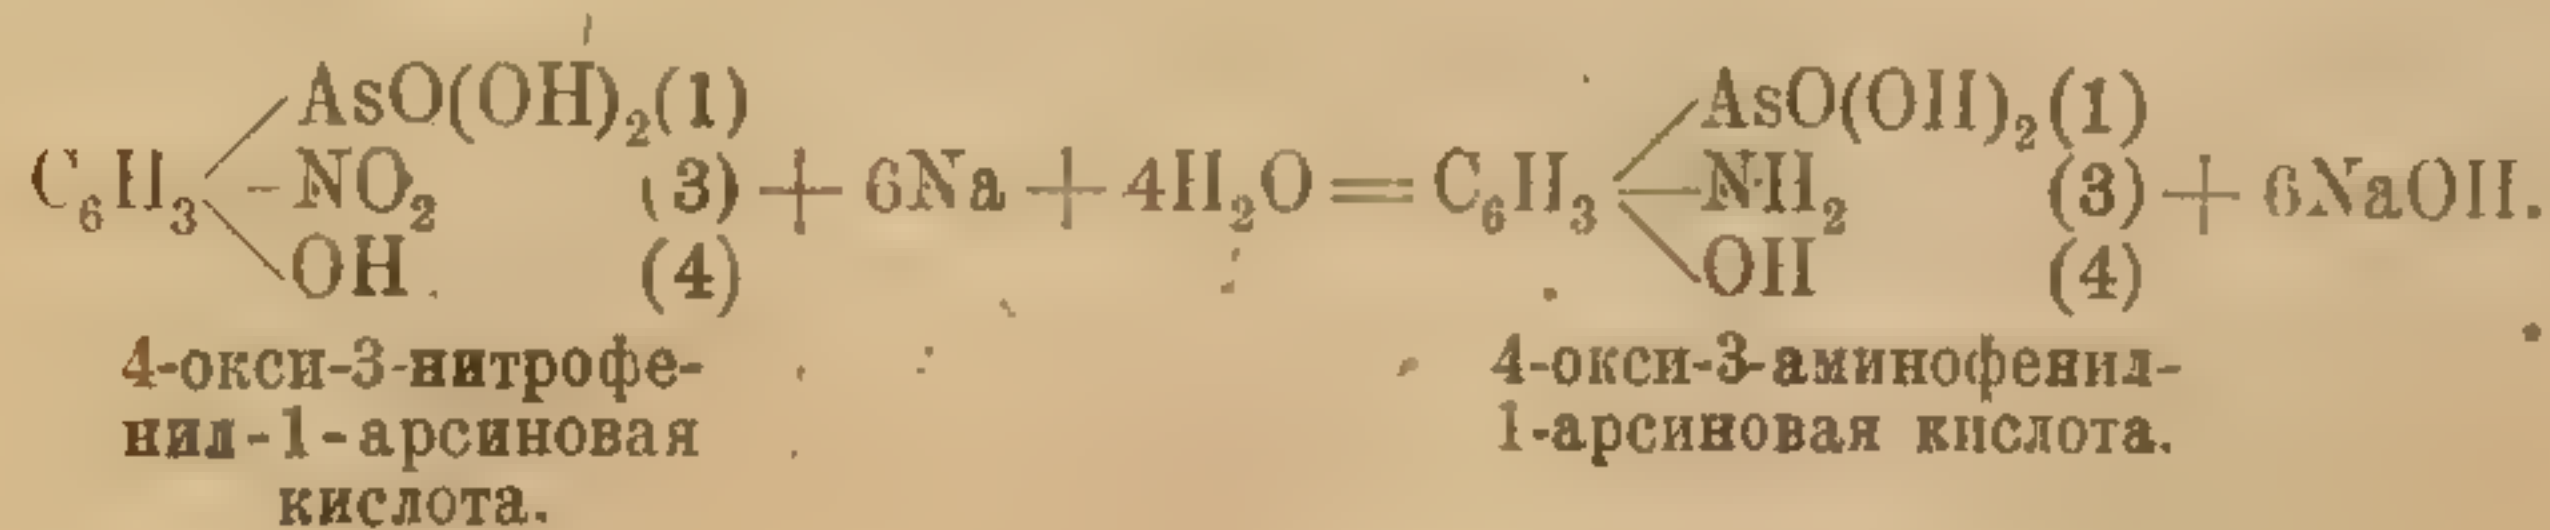 AsO(OH)₂(1) AsO(OH)₂(1)
C₆H₃ - NO₂ (3) + 6Na + 4H₂O = C₆H₃ — NH₂ (3) + 6NaOH.
OH (4) OH (4)
4-окси-3-нитрофе- 4-окси-3-аминофенил-
нил-1-арсиновая 1-арсиновая кислота.
кислота.